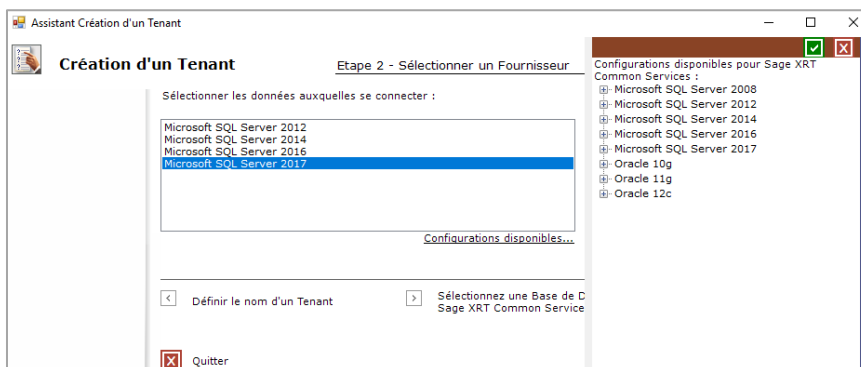 Assistant Création d'un Tenant
Création d'un Tenant
Etape 2 - Sélectionner un Fournisseur
Sélectionner les données auxquelles se connecter :
Microsoft SQL Server 2012
Microsoft SQL Server 2014
Microsoft SQL Server 2016
Microsoft SQL Server 2017
Configurations disponibles...
Définir le nom d'un Tenant
Sélectionnez une Base de D
Sage XRT Common Service
Quitter
Configurations disponibles pour Sage XRT
Common Services :
Microsoft SQL Server 2008
Microsoft SQL Server 2012
Microsoft SQL Server 2014
Microsoft SQL Server 2016
Microsoft SQL Server 2017
Oracle 10g
Oracle 11g
Oracle 12c